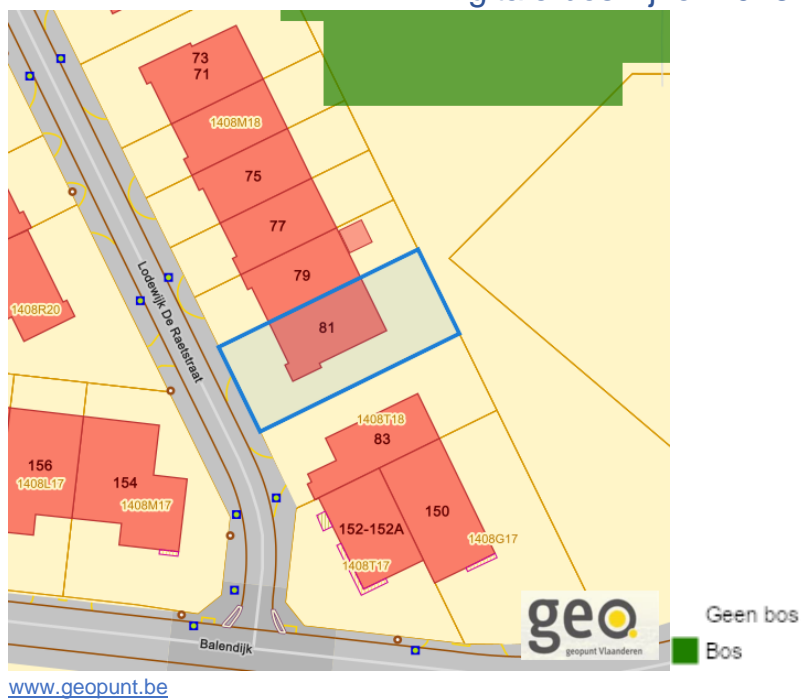 73
71
1408M18
75
77
79
81
Lodewijk De Raetstraat
1408R20
1408T18
83
156
1408L17
154
1408M17
152-152A
150
1408G17
1408T17
Balendijk
geo
geopunt Vlaanderen
Geen bos
Bos
www.geopunt.be